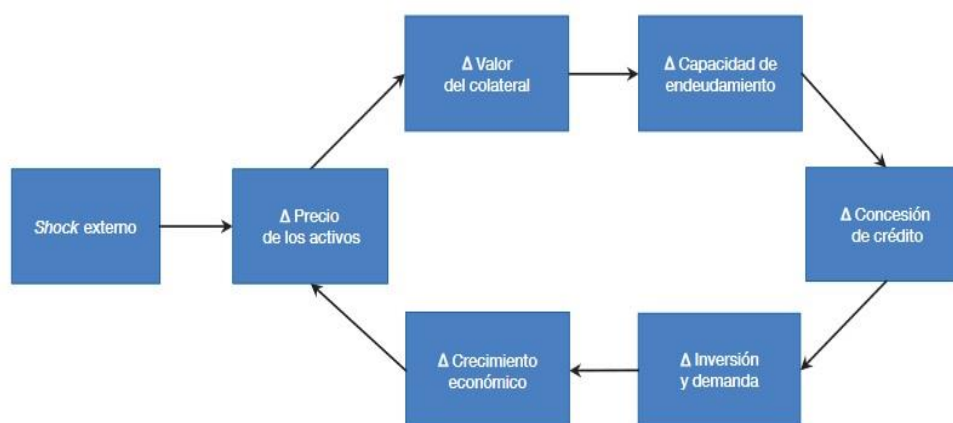 Δ Valor
del colateral
Δ Capacidad de
endeudamiento
Shock externo
Δ Precio
de los activos
Δ Concesión
de crédito
Δ Crecimiento
económico
Δ Inversión
y demanda